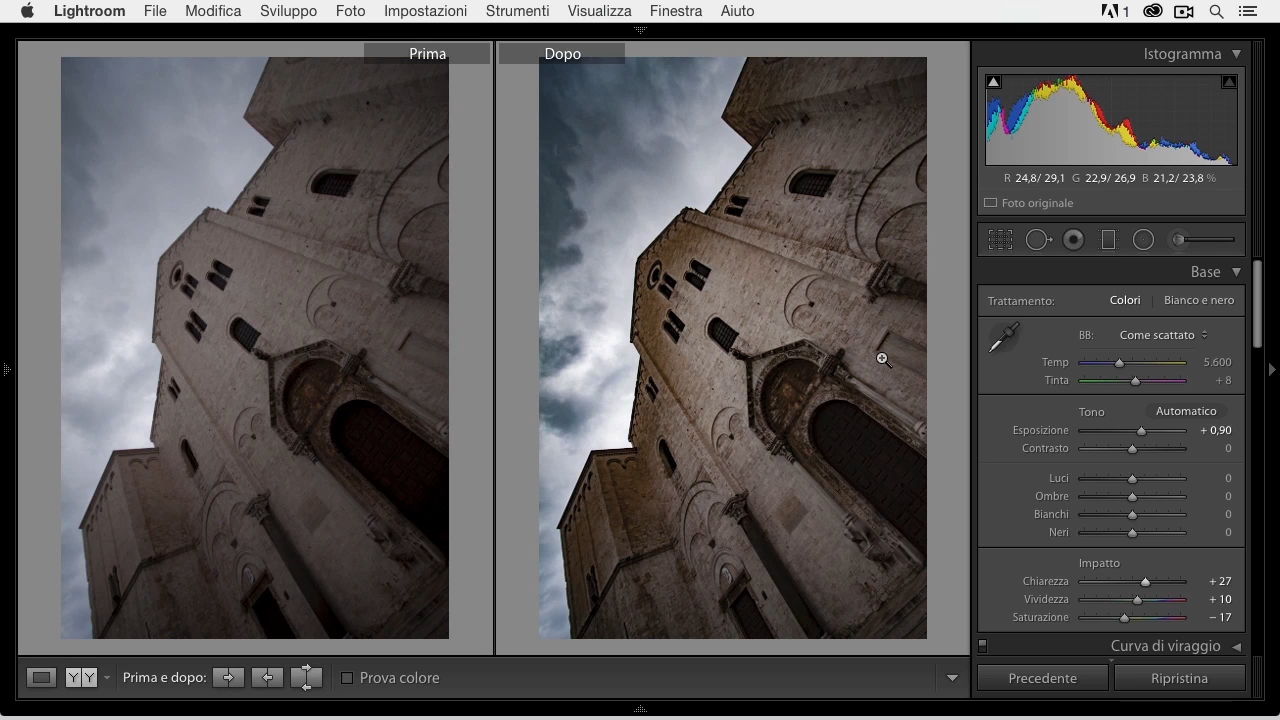 Lightroom File Modifica Sviluppo Foto Impostazioni Strumenti Visualizza Finestra Aiuto 1
Prima Dopo
Istogramma
R 24,8/ 29,1 G 22,9/ 26,9 B 21,2/ 23,8 %
Foto originale
Base
Trattamento: Colori Bianco e nero
BB: Come scattato
Temp 5.600
Tinta + 8
Tono Automatico
Esposizione + 0,90
Contrasto 0
Luci 0
Ombre 0
Bianchi 0
Neri 0
Impatto
Chiarezza + 27
Vividezza + 10
Saturazione − 17
Curva di viraggio
Y Y Prima e dopo: Prova colore
Precedente Ripristina